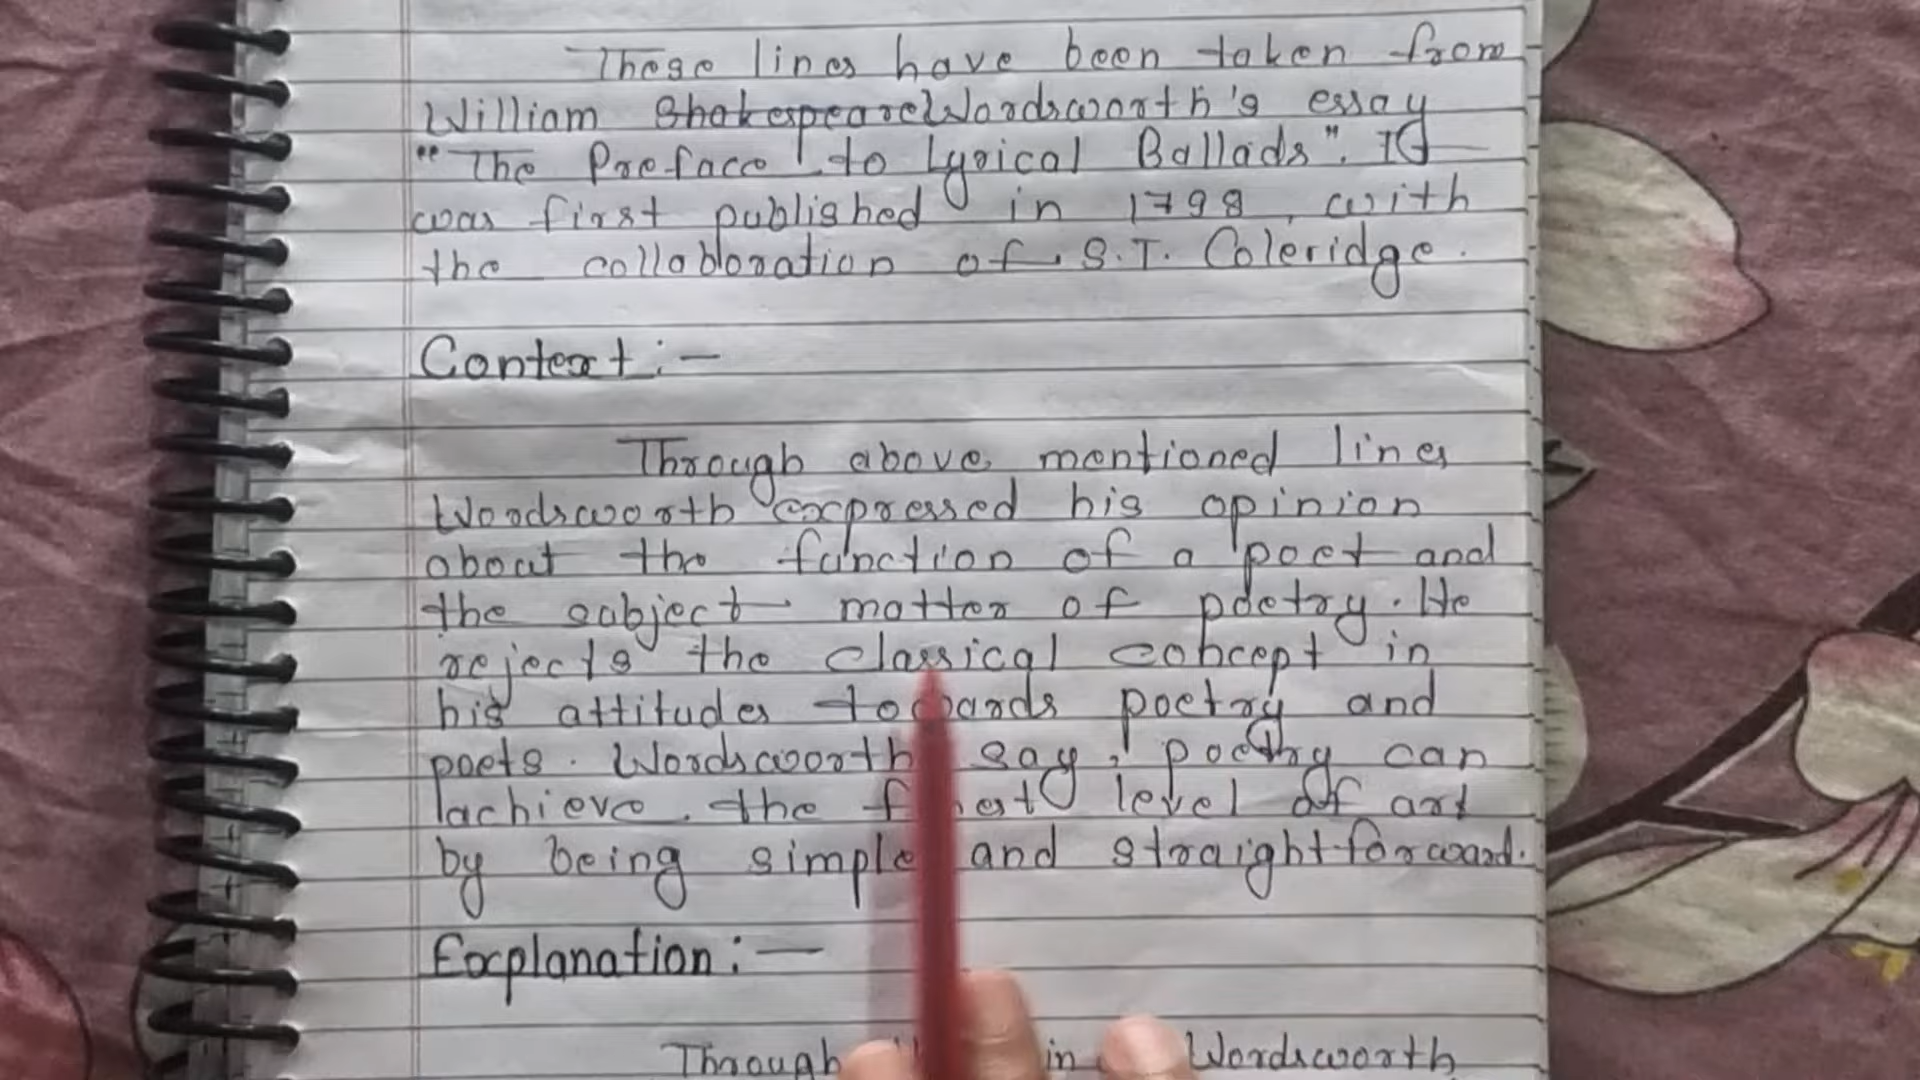 These lines have been taken from
William Shakespeare Wordsworth's essay
"The Preface to Lyrical Ballads". It
was first published in 1798, with
the collaboration of S.T. Coleridge.
Context:-
Through above mentioned lines
Wordsworth expressed his opinion
about the function of a poet and
the subject matter of poetry. He
rejects the classical concept in
his attitudes towards poetry and
poets. Wordsworth say, poetry can
achieve the finest level of art
by being simple and straightforward.
Explanation:-
Through in Wordsworth